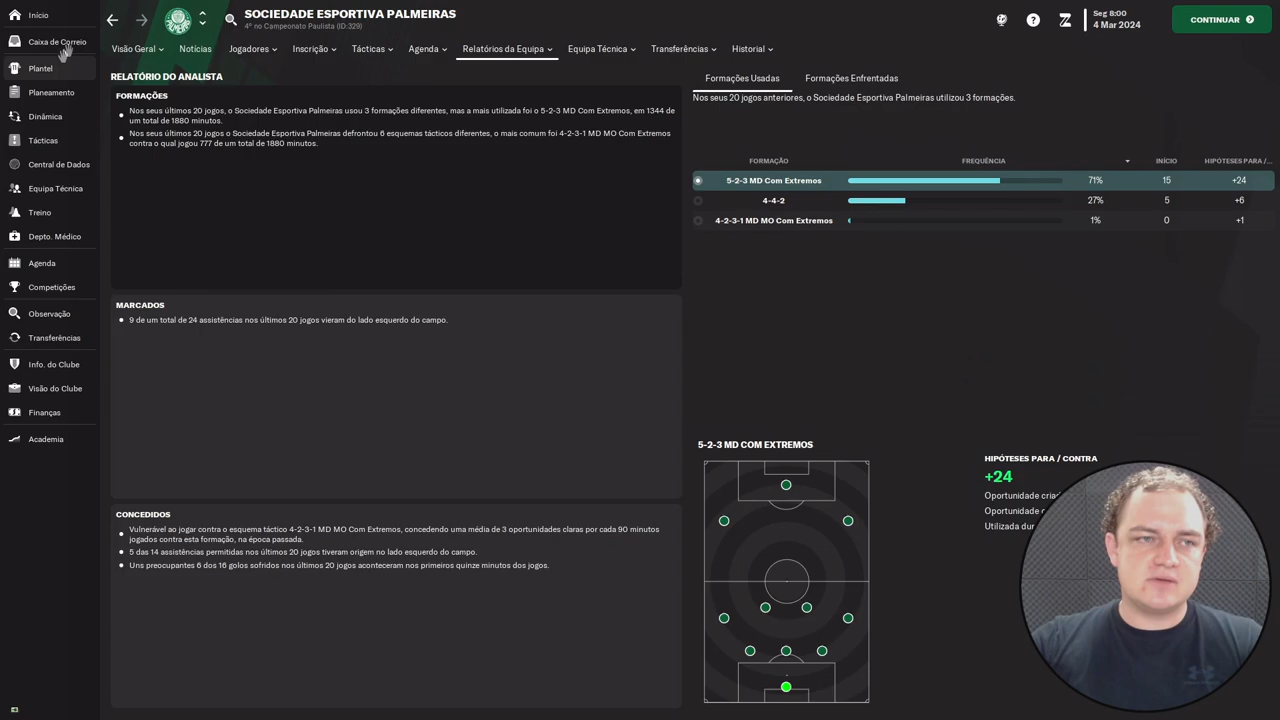 Início
Caixa de Correio
Plantel
Planeamento
Dinâmica
Tácticas
Central de Dados
Equipa Técnica
Treino
Depto. Médico
Agenda
Competições
Observação
Transferências
Info. do Clube
Visão do Clube
Finanças
Academia
SOCIEDADE ESPORTIVA PALMEIRAS
4º no Campeonato Paulista (ID:329)
Seg 8:00
4 Mar 2024
CONTINUAR
Visão Geral
Notícias
Jogadores
Inscrição
Tácticas
Agenda
Relatórios da Equipa
Equipa Técnica
Transferências
Historial
RELATÓRIO DO ANALISTA
FORMAÇÕES
Nos seus últimos 20 jogos, o Sociedade Esportiva Palmeiras usou 3 formações diferentes, mas a mais utilizada foi o 5-2-3 MD Com Extremos, em 1344 de
um total de 1880 minutos.
Nos seus últimos 20 jogos o Sociedade Esportiva Palmeiras defrontou 6 esquemas tácticos diferentes, o mais comum foi 4-2-3-1 MD MO Com Extremos
contra o qual jogou 777 de um total de 1880 minutos.
MARCADOS
9 de um total de 24 assistências nos últimos 20 jogos vieram do lado esquerdo do campo.
CONCEDIDOS
Vulnerável ao jogar contra o esquema táctico 4-2-3-1 MD MO Com Extremos, concedendo uma média de 3 oportunidades claras por cada 90 minutos
jogados contra esta formação, na época passada.
5 das 14 assistências permitidas nos últimos 20 jogos tiveram origem no lado esquerdo do campo.
Uns preocupantes 6 dos 16 golos sofridos nos últimos 20 jogos aconteceram nos primeiros quinze minutos dos jogos.
Formações Usadas
Formações Enfrentadas
Nos seus 20 jogos anteriores, o Sociedade Esportiva Palmeiras utilizou 3 formações.
FORMAÇÃO FREQUÊNCIA INÍCIO HIPÓTESES PARA /...
5-2-3 MD Com Extremos 71% 15 +24
4-4-2 27% 5 +6
4-2-3-1 MD MO Com Extremos 1% 0 +1
5-2-3 MD COM EXTREMOS
HIPÓTESES PARA / CONTRA
+24
Oportunidade
Oportunidade
Utilizada